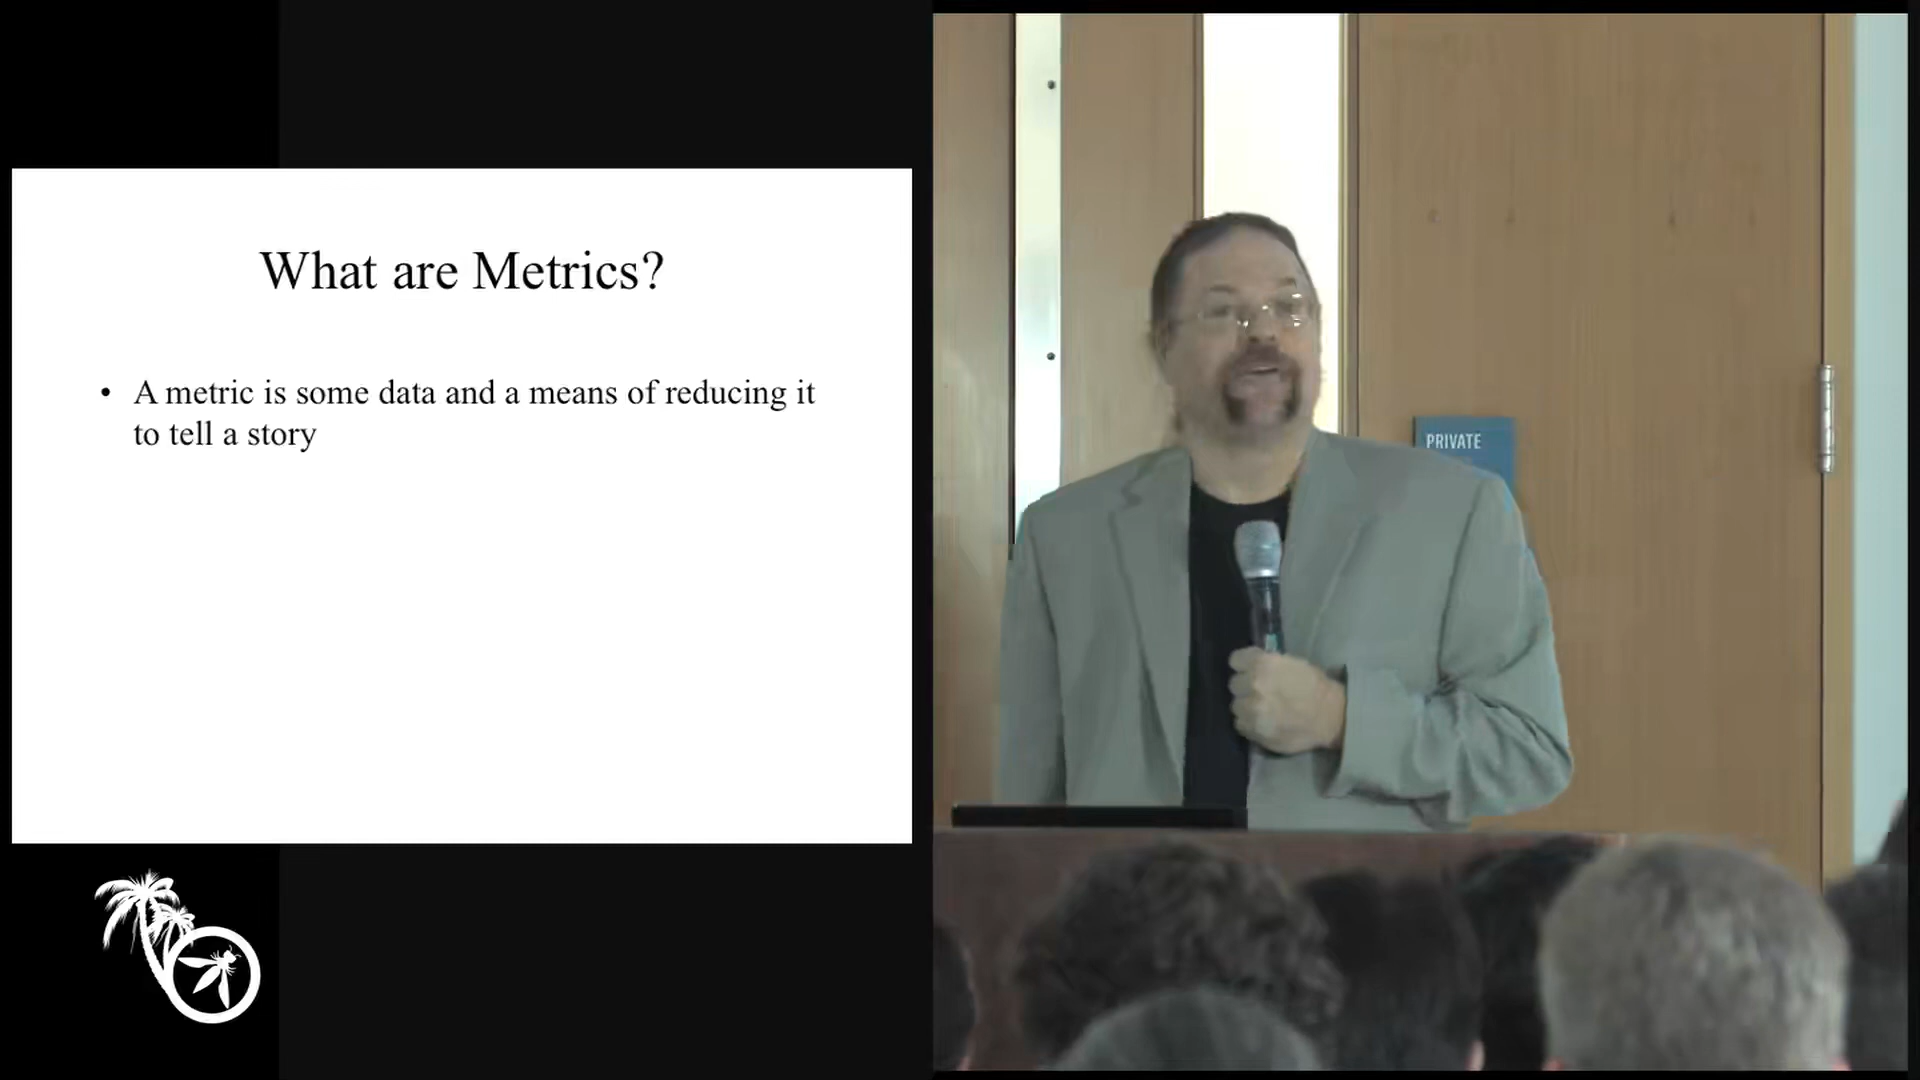 What are Metrics?
• A metric is some data and a means of reducing it
to tell a story
PRIVATE